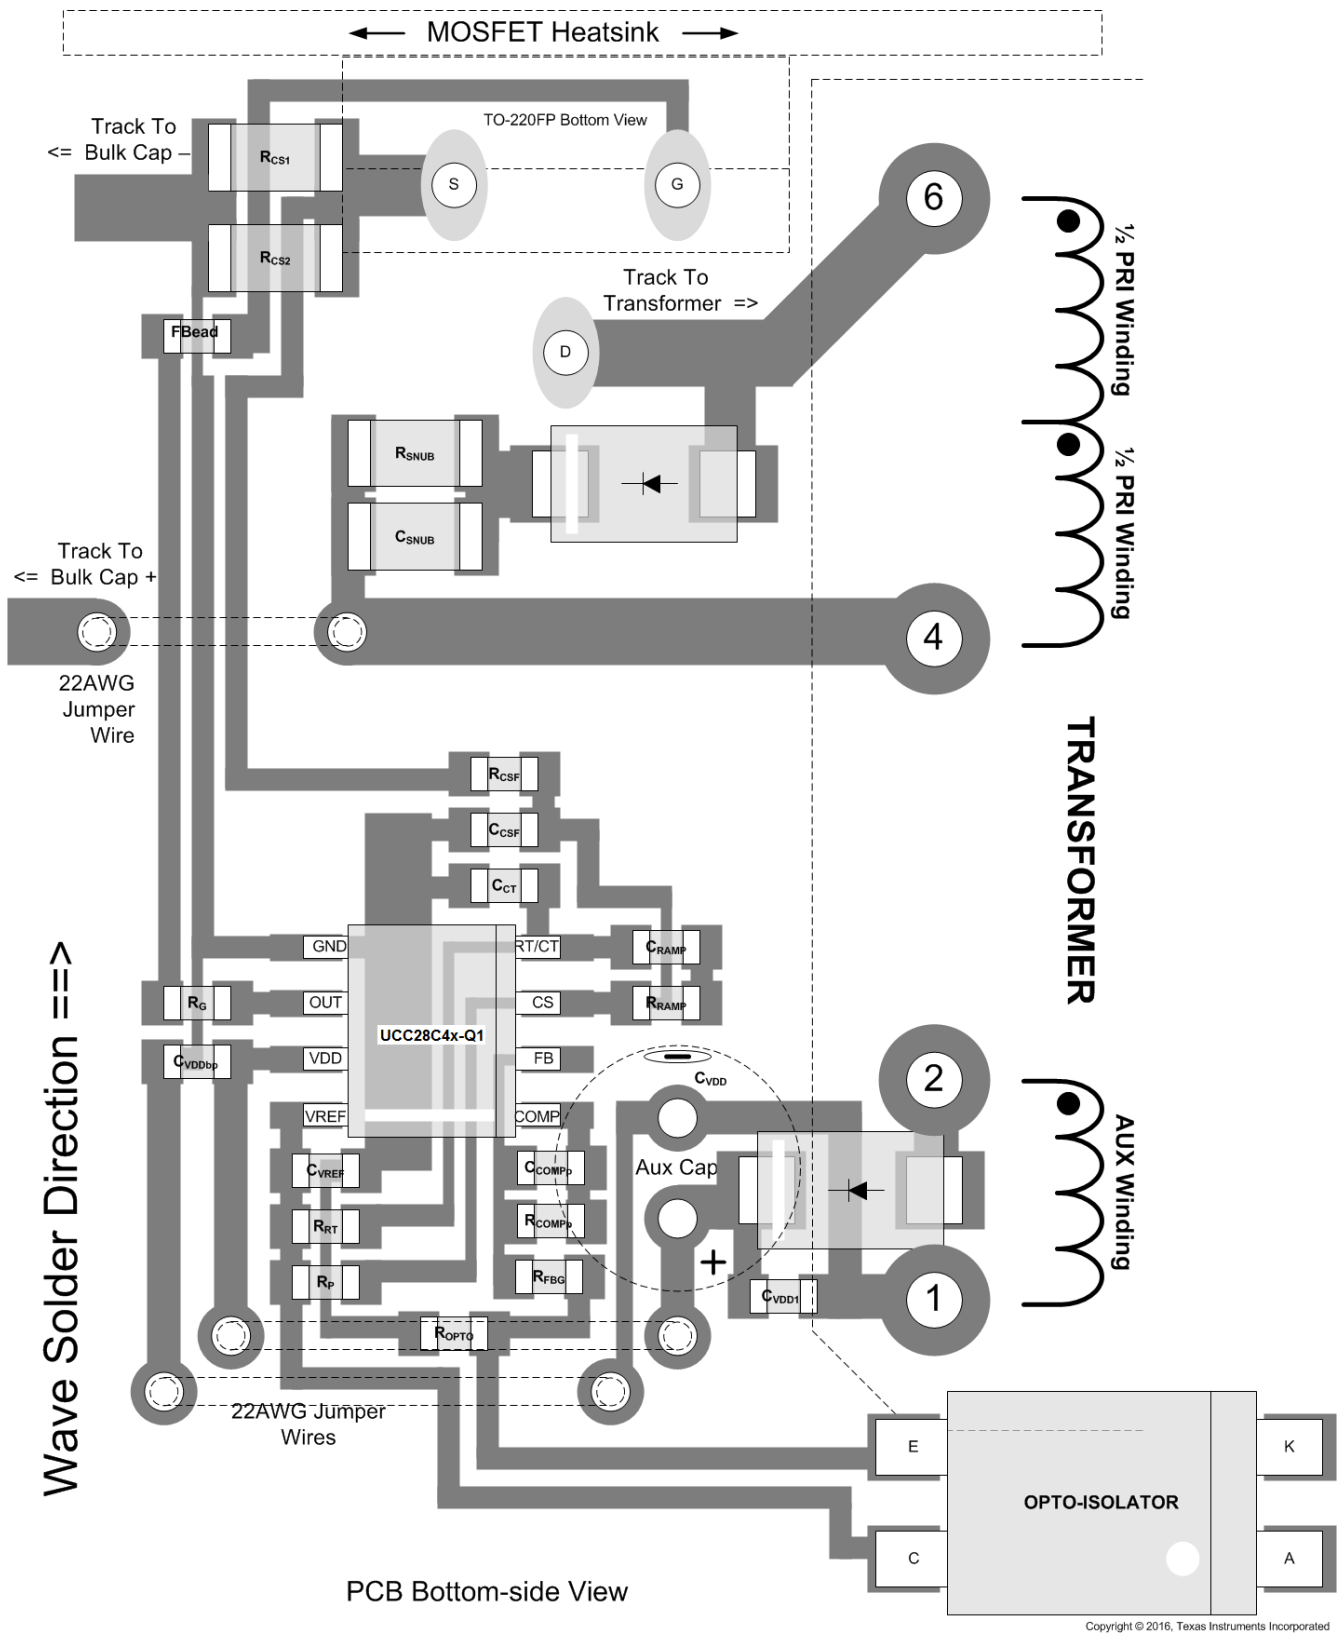 MOSFET Heatsink
TO-220FP Bottom View
Track To
<= Bulk Cap –
RCS1
S
G
6
RCS2
½ PRI Winding
Track To
Transformer =>
FBead
D
RSNUB
½ PRI Winding
CSNUB
Track To
<= Bulk Cap +
4
22AWG
Jumper
Wire
TRANSFORMER
RCSF
CCSF
CCT
GND
RT/CT
CRAMP
OUT
CS
RG
RRAMP
UCC28C4x-Q1
VDD
FB
CVDDbp
CVDD
2
VREF
COMP
AUX Winding
CVREF
CCOMPp
Aux Cap
RRT
RCOMPp
Wave Solder Direction ==>
RP
RFBG
+
CVDD1
1
ROPTO
22AWG Jumper
Wires
E
K
OPTO-ISOLATOR
C
A
PCB Bottom-side View
Copyright © 2016, Texas Instruments Incorporated